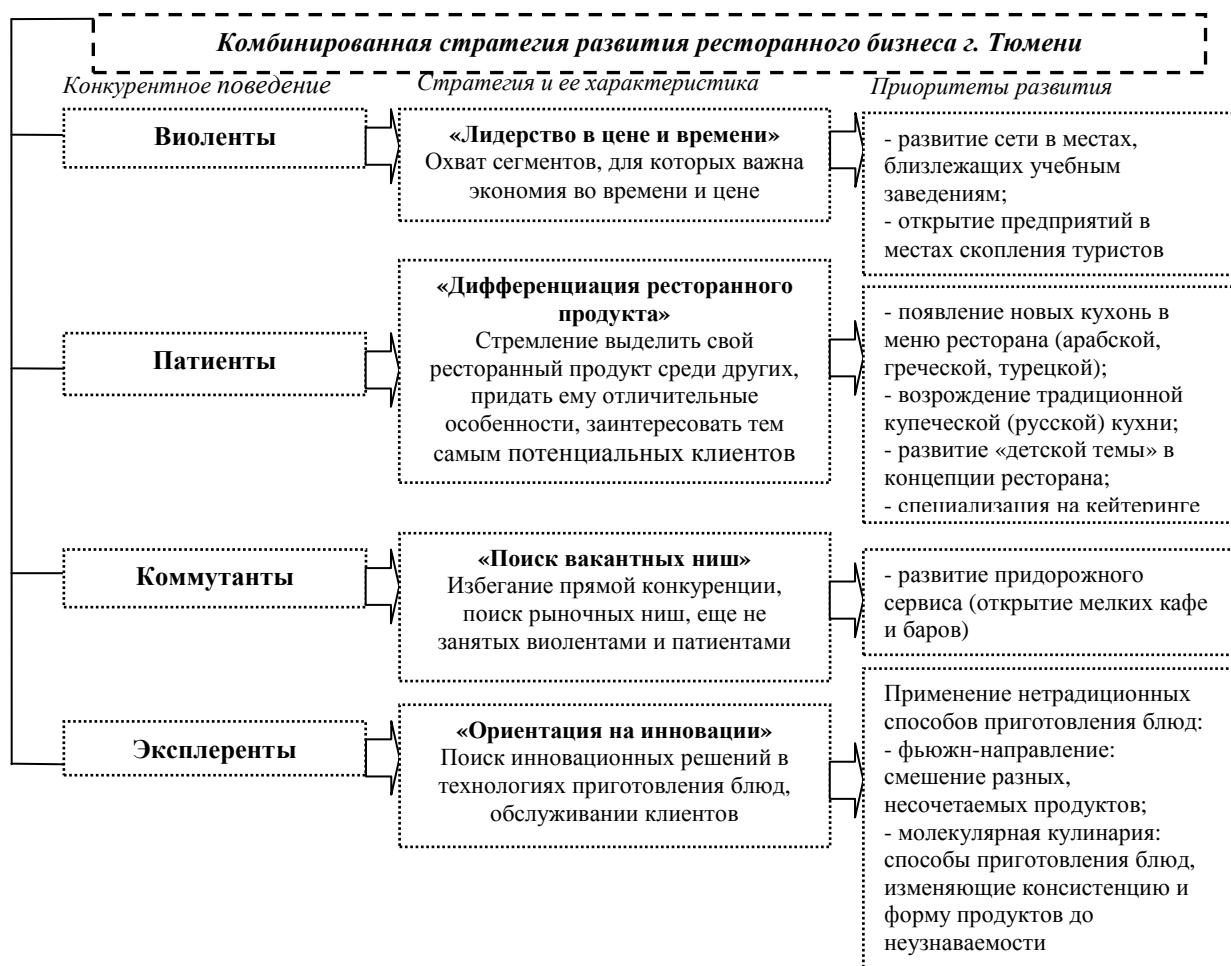 Комбинированная стратегия развития ресторанного бизнеса г. Тюмени
Конкурентное поведение
Стратегия и ее характеристика
Приоритеты развития
Виоленты
«Лидерство в цене и времени»
Охват сегментов, для которых важна
экономия во времени и цене
- развитие сети в местах,
близлежащих учебным
заведениям;
- открытие предприятий в
местах скопления туристов
Патиенты
«Дифференциация ресторанного
продукта»
Стремление выделить свой
ресторанный продукт среди других,
придать ему отличительные
особенности, заинтересовать тем
самым потенциальных клиентов
- появление новых кухонь в
меню ресторана (арабской,
греческой, турецкой);
- возрождение традиционной
купеческой (русской) кухни;
- развитие «детской темы» в
концепции ресторана;
- специализация на кейтеринге
Коммутанты
«Поиск вакантных ниш»
Избегание прямой конкуренции,
поиск рыночных ниш, еще не
занятых виолентами и патиентами
- развитие придорожного
сервиса (открытие мелких кафе
и баров)
Эксплеренты
«Ориентация на инновации»
Поиск инновационных решений в
технологиях приготовления блюд,
обслуживании клиентов
Применение нетрадиционных
способов приготовления блюд:
- фьюжн-направление:
смешение разных,
несочетаемых продуктов;
- молекулярная кулинария:
способы приготовления блюд,
изменяющие консистенцию и
форму продуктов до
неузнаваемости